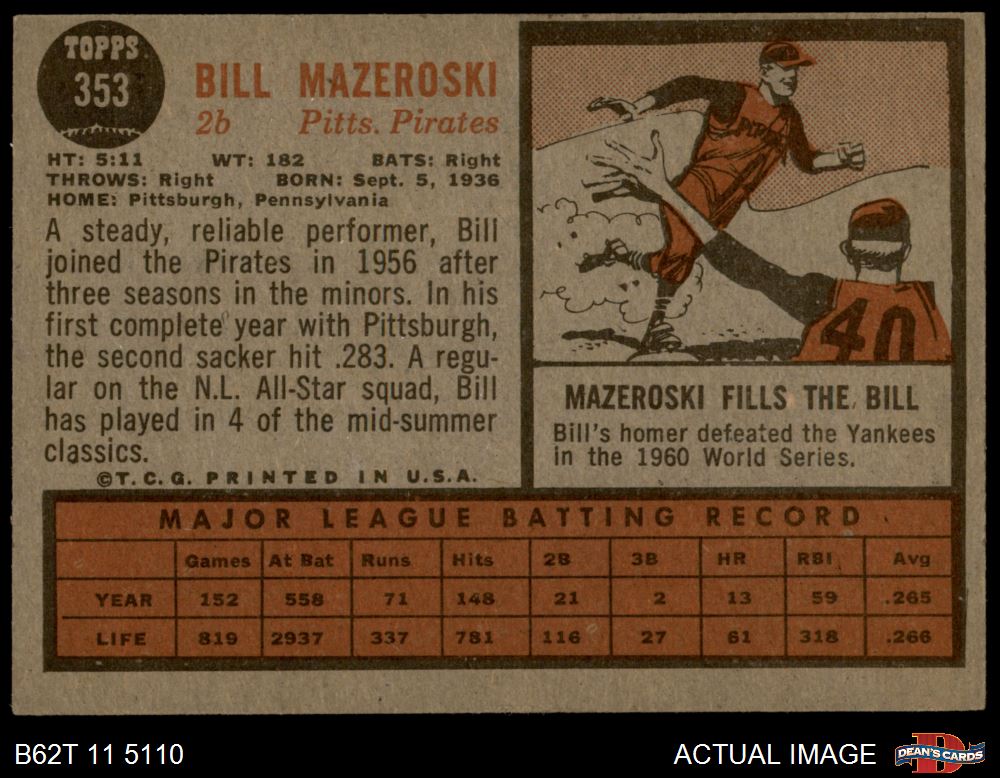 TOPPS
353
BILL MAZEROSKI
2b Pitts. Pirates
HT: 5:11 WT: 182 BATS: Right
THROWS: Right BORN: Sept. 5, 1936
HOME: Pittsburgh, Pennsylvania
A steady, reliable performer, Bill
joined the Pirates in 1956 after
three seasons in the minors. In his
first complete year with Pittsburgh,
the second sacker hit .283. A regu-
lar on the N.L. All-Star squad, Bill
has played in 4 of the mid-summer
classics.
©T.C.G. PRINTED IN U.S.A.
40
MAZEROSKI FILLS THE BILL
Bill's homer defeated the Yankees
in the 1960 World Series.
MAJOR LEAGUE BATTING RECORD
Games At Bat Runs Hits 2B 3B HR RBI Avg
YEAR 152 558 71 148 21 2 13 59 .265
LIFE 819 2937 337 781 116 27 61 318 .266
B62T 11 5110 ACTUAL IMAGE DEAN'S CARDS